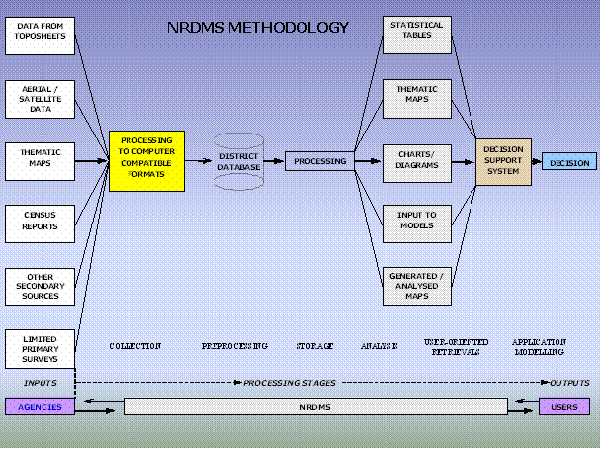 NRDMS METHODOLOGY
DATA FROM
TOPOSHEETS
AERIAL /
SATELLITE
DATA
THEMATIC
MAPS
CENSUS
REPORTS
OTHER
SECONDARY
SOURCES
LIMITED
PRIMARY
SURVEYS
PROCESSING
TO COMPUTER
COMPATIBLE
FORMATS
DISTRICT
DATABASE
PROCESSING
STATISTICAL
TABLES
THEMATIC
MAPS
CHARTS/
DIAGRAMS
INPUT TO
MODELS
GENERATED /
ANALYSED
MAPS
DECISION
SUPPORT
SYSTEM
DECISION
COLLECTION
PREPROCESSING
STORAGE
ANALYSIS
USER-ORIETTED
RETRIEVALS
APPLICATION
MODELLING
INPUTS
PROCESSING STAGES
OUTPUTS
AGENCIES
NRDMS
USERS